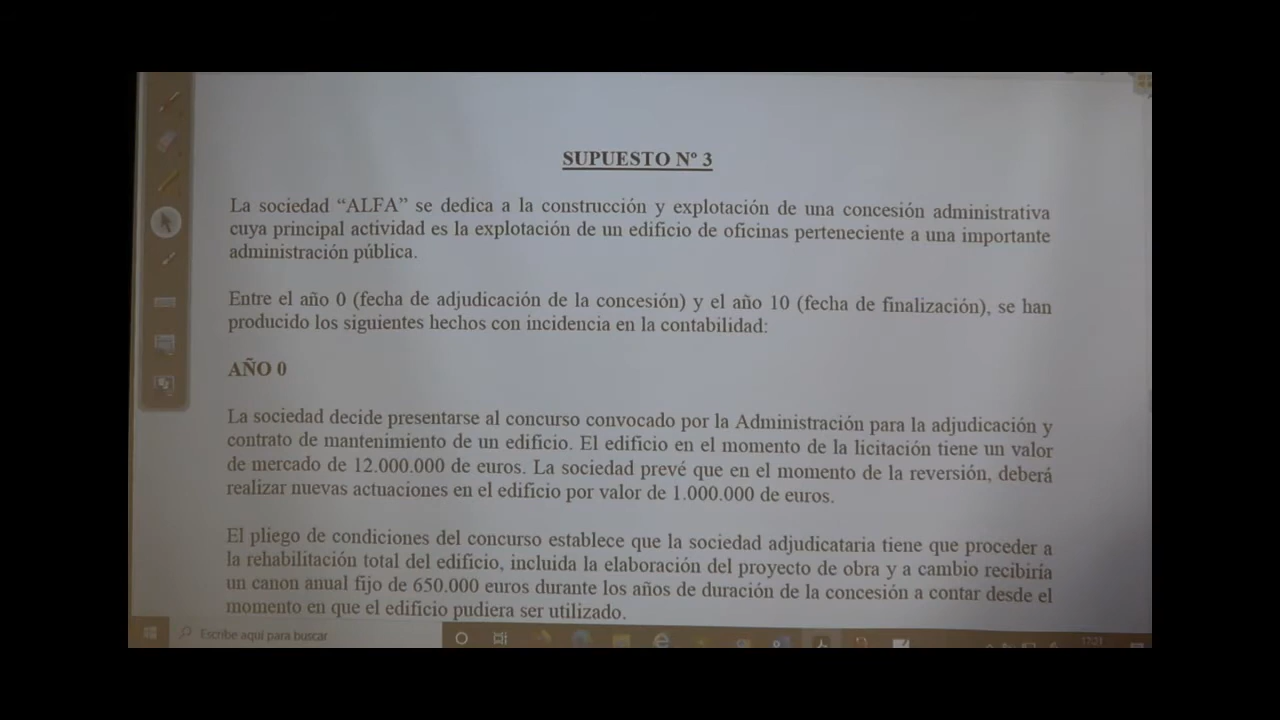 SUPUESTO Nº 3
La sociedad “ALFA” se dedica a la construcción y explotación de una concesión administrativa
cuya principal actividad es la explotación de un edificio de oficinas perteneciente a una importante
administración pública.
Entre el año 0 (fecha de adjudicación de la concesión) y el año 10 (fecha de finalización), se han
producido los siguientes hechos con incidencia en la contabilidad:
AÑO 0
La sociedad decide presentarse al concurso convocado por la Administración para la adjudicación y
contrato de mantenimiento de un edificio. El edificio en el momento de la licitación tiene un valor
de mercado de 12.000.000 de euros. La sociedad prevé que en el momento de la reversión, deberá
realizar nuevas actuaciones en el edificio por valor de 1.000.000 de euros.
El pliego de condiciones del concurso establece que la sociedad adjudicataria tiene que proceder a
la rehabilitación total del edificio, incluida la elaboración del proyecto de obra y a cambio recibiría
un canon anual fijo de 650.000 euros durante los años de duración de la concesión a contar desde el
momento en que el edificio pudiera ser utilizado.
Escribe aquí para buscar
17:21